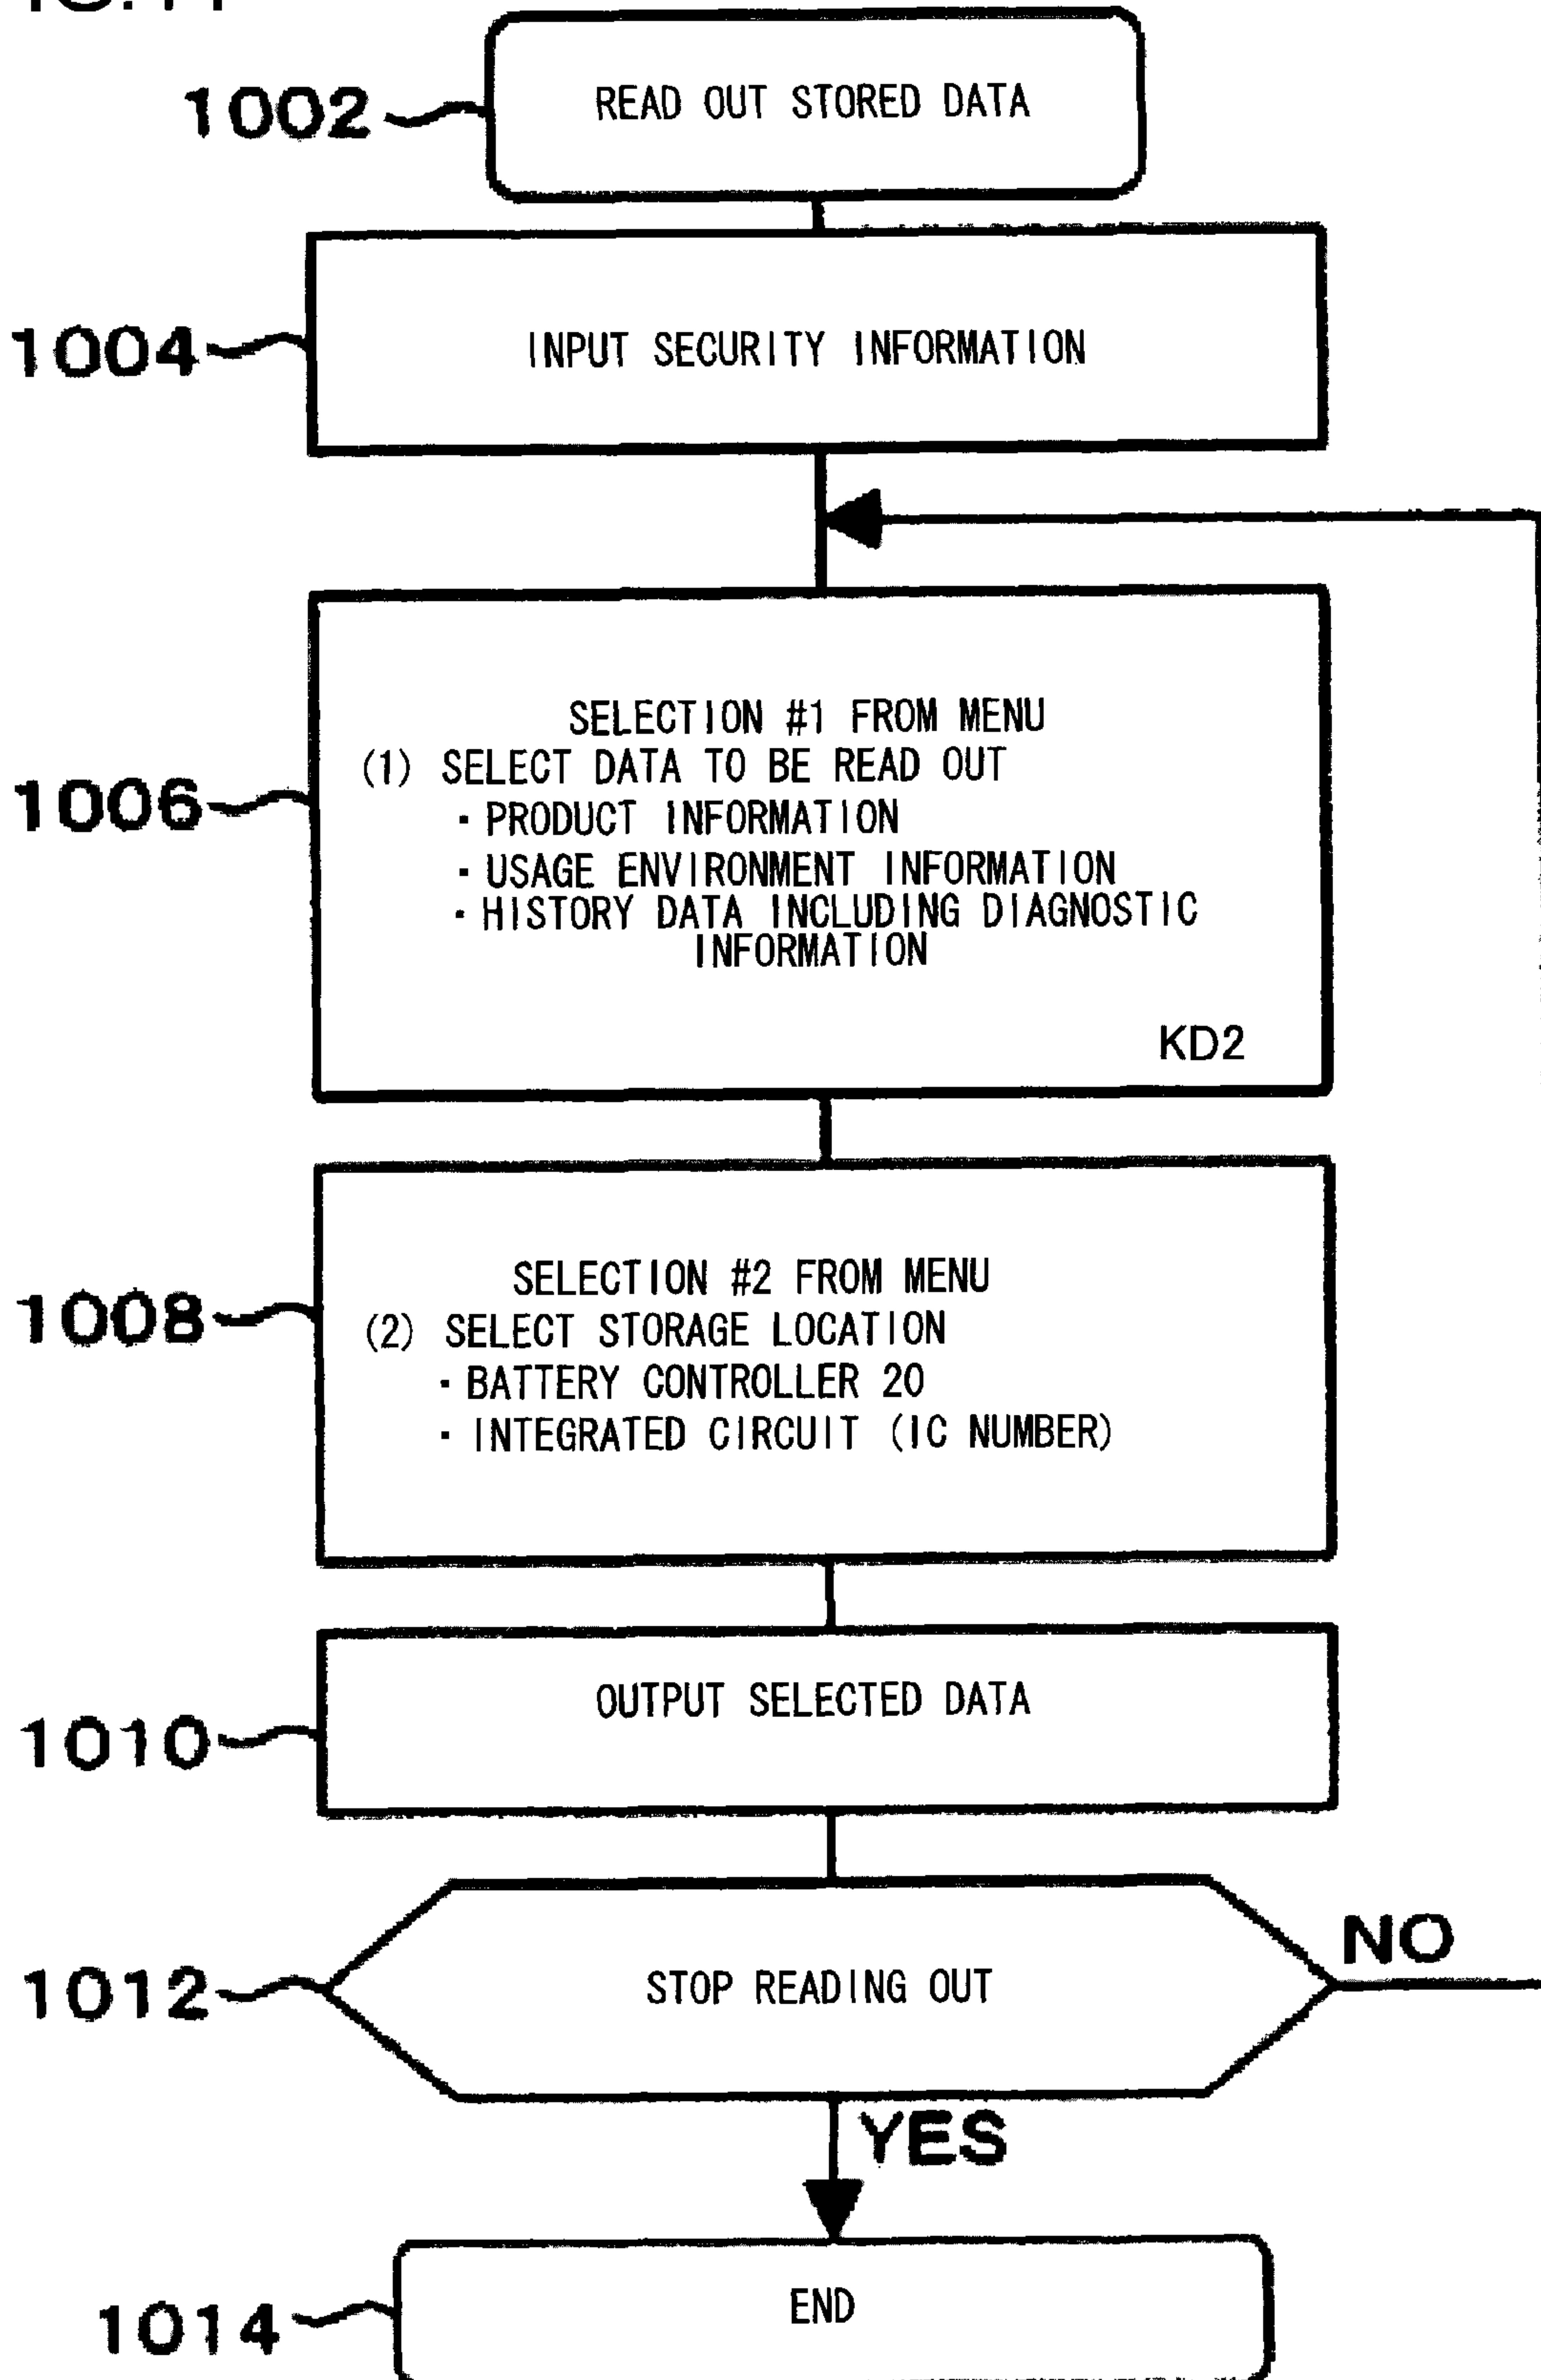 1002
READ OUT STORED DATA
1004
INPUT SECURITY INFORMATION
1006
SELECTION #1 FROM MENU
(1) SELECT DATA TO BE READ OUT
・PRODUCT INFORMATION
・USAGE ENVIRONMENT INFORMATION
・HISTORY DATA INCLUDING DIAGNOSTIC
INFORMATION
KD2
1008
SELECTION #2 FROM MENU
(2) SELECT STORAGE LOCATION
・BATTERY CONTROLLER 20
・INTEGRATED CIRCUIT (IC NUMBER)
1010
OUTPUT SELECTED DATA
1012
STOP READING OUT
NO
YES
1014
END